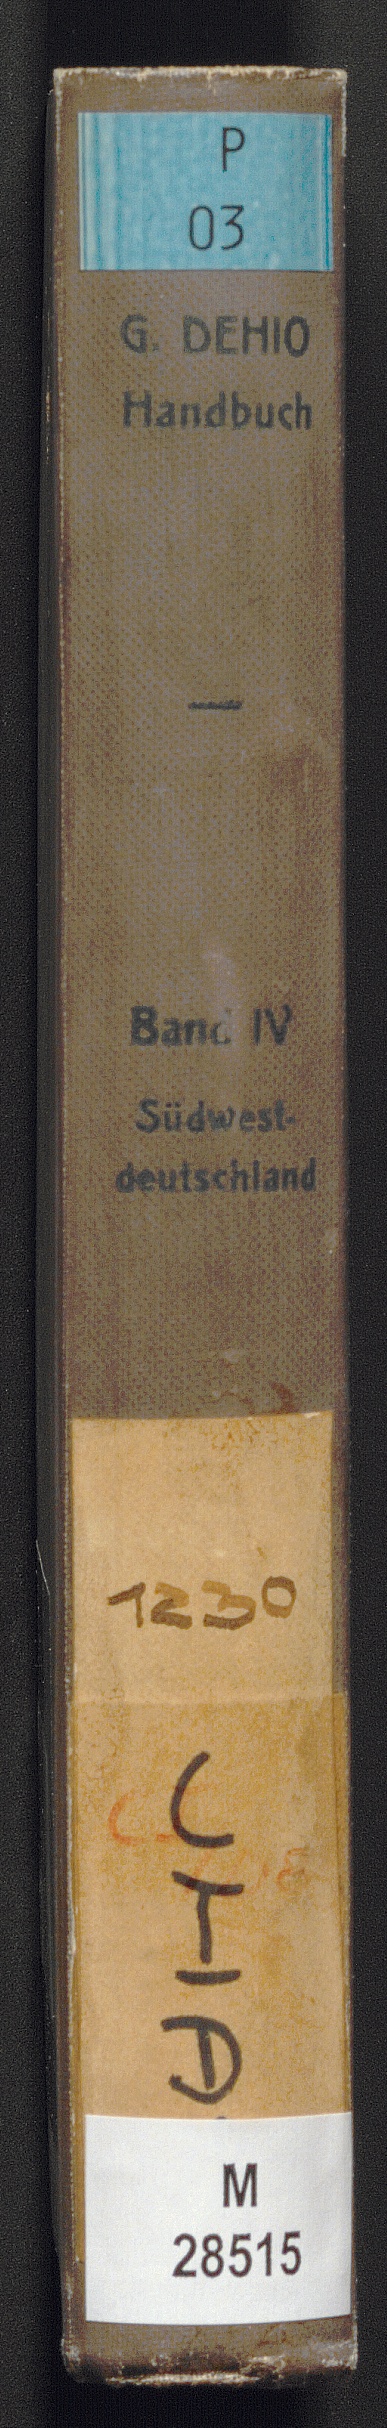 P
03
G. DEHIO
Handbuch
Band IV
Südwest-
deutschland
1230
M
28515